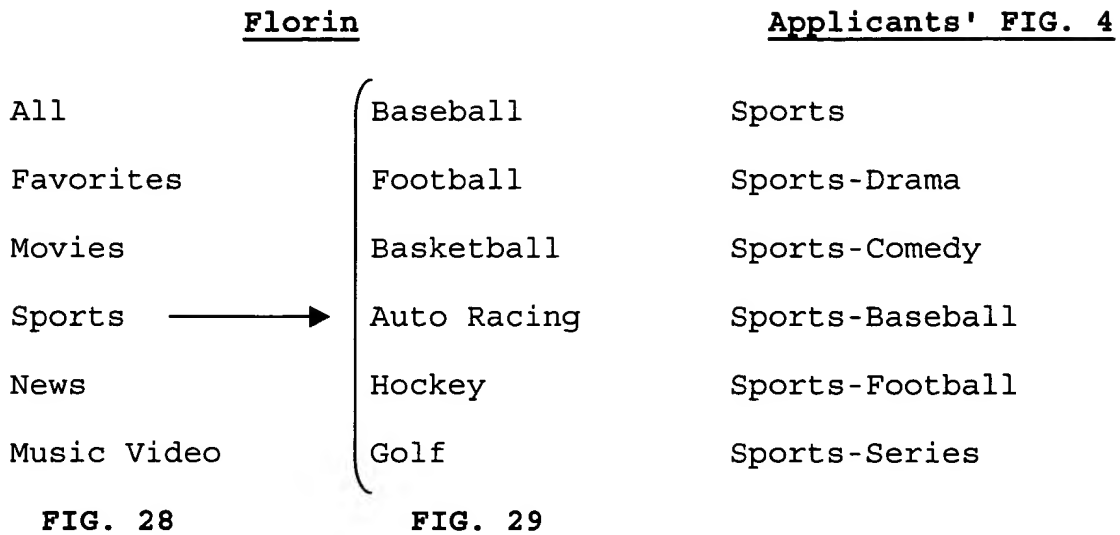 Florin Applicants' FIG. 4
All Baseball Sports
Favorites Football Sports-Drama
Movies Basketball Sports-Comedy
Sports Auto Racing Sports-Baseball
News Hockey Sports-Football
Music Video Golf Sports-Series
FIG. 28 FIG. 29